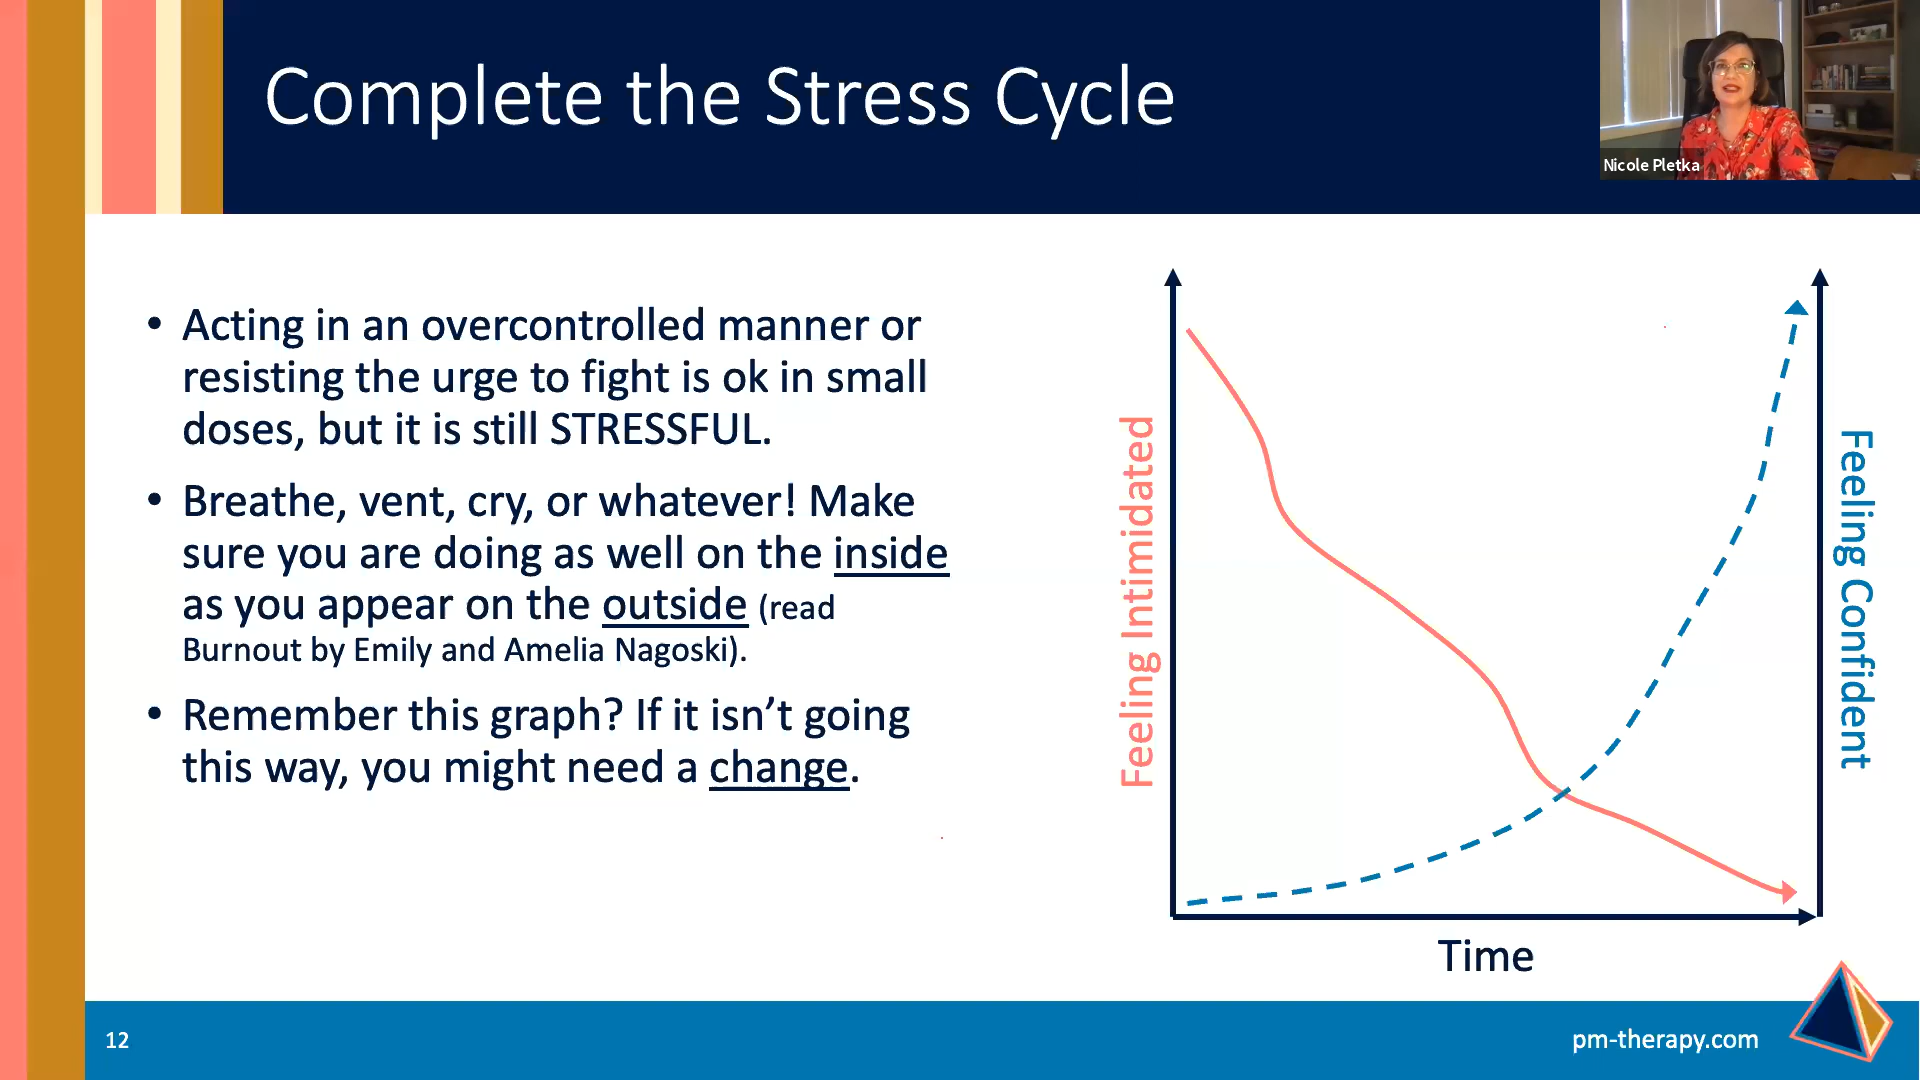 Complete the Stress Cycle
Nicole Pletka
• Acting in an overcontrolled manner or
resisting the urge to fight is ok in small
doses, but it is still STRESSFUL.
• Breathe, vent, cry, or whatever! Make
sure you are doing as well on the inside
as you appear on the outside (read
Burnout by Emily and Amelia Nagoski).
• Remember this graph? If it isn’t going
this way, you might need a change.
Feeling Intimidated
Feeling Confident
Time
12
pm-therapy.com